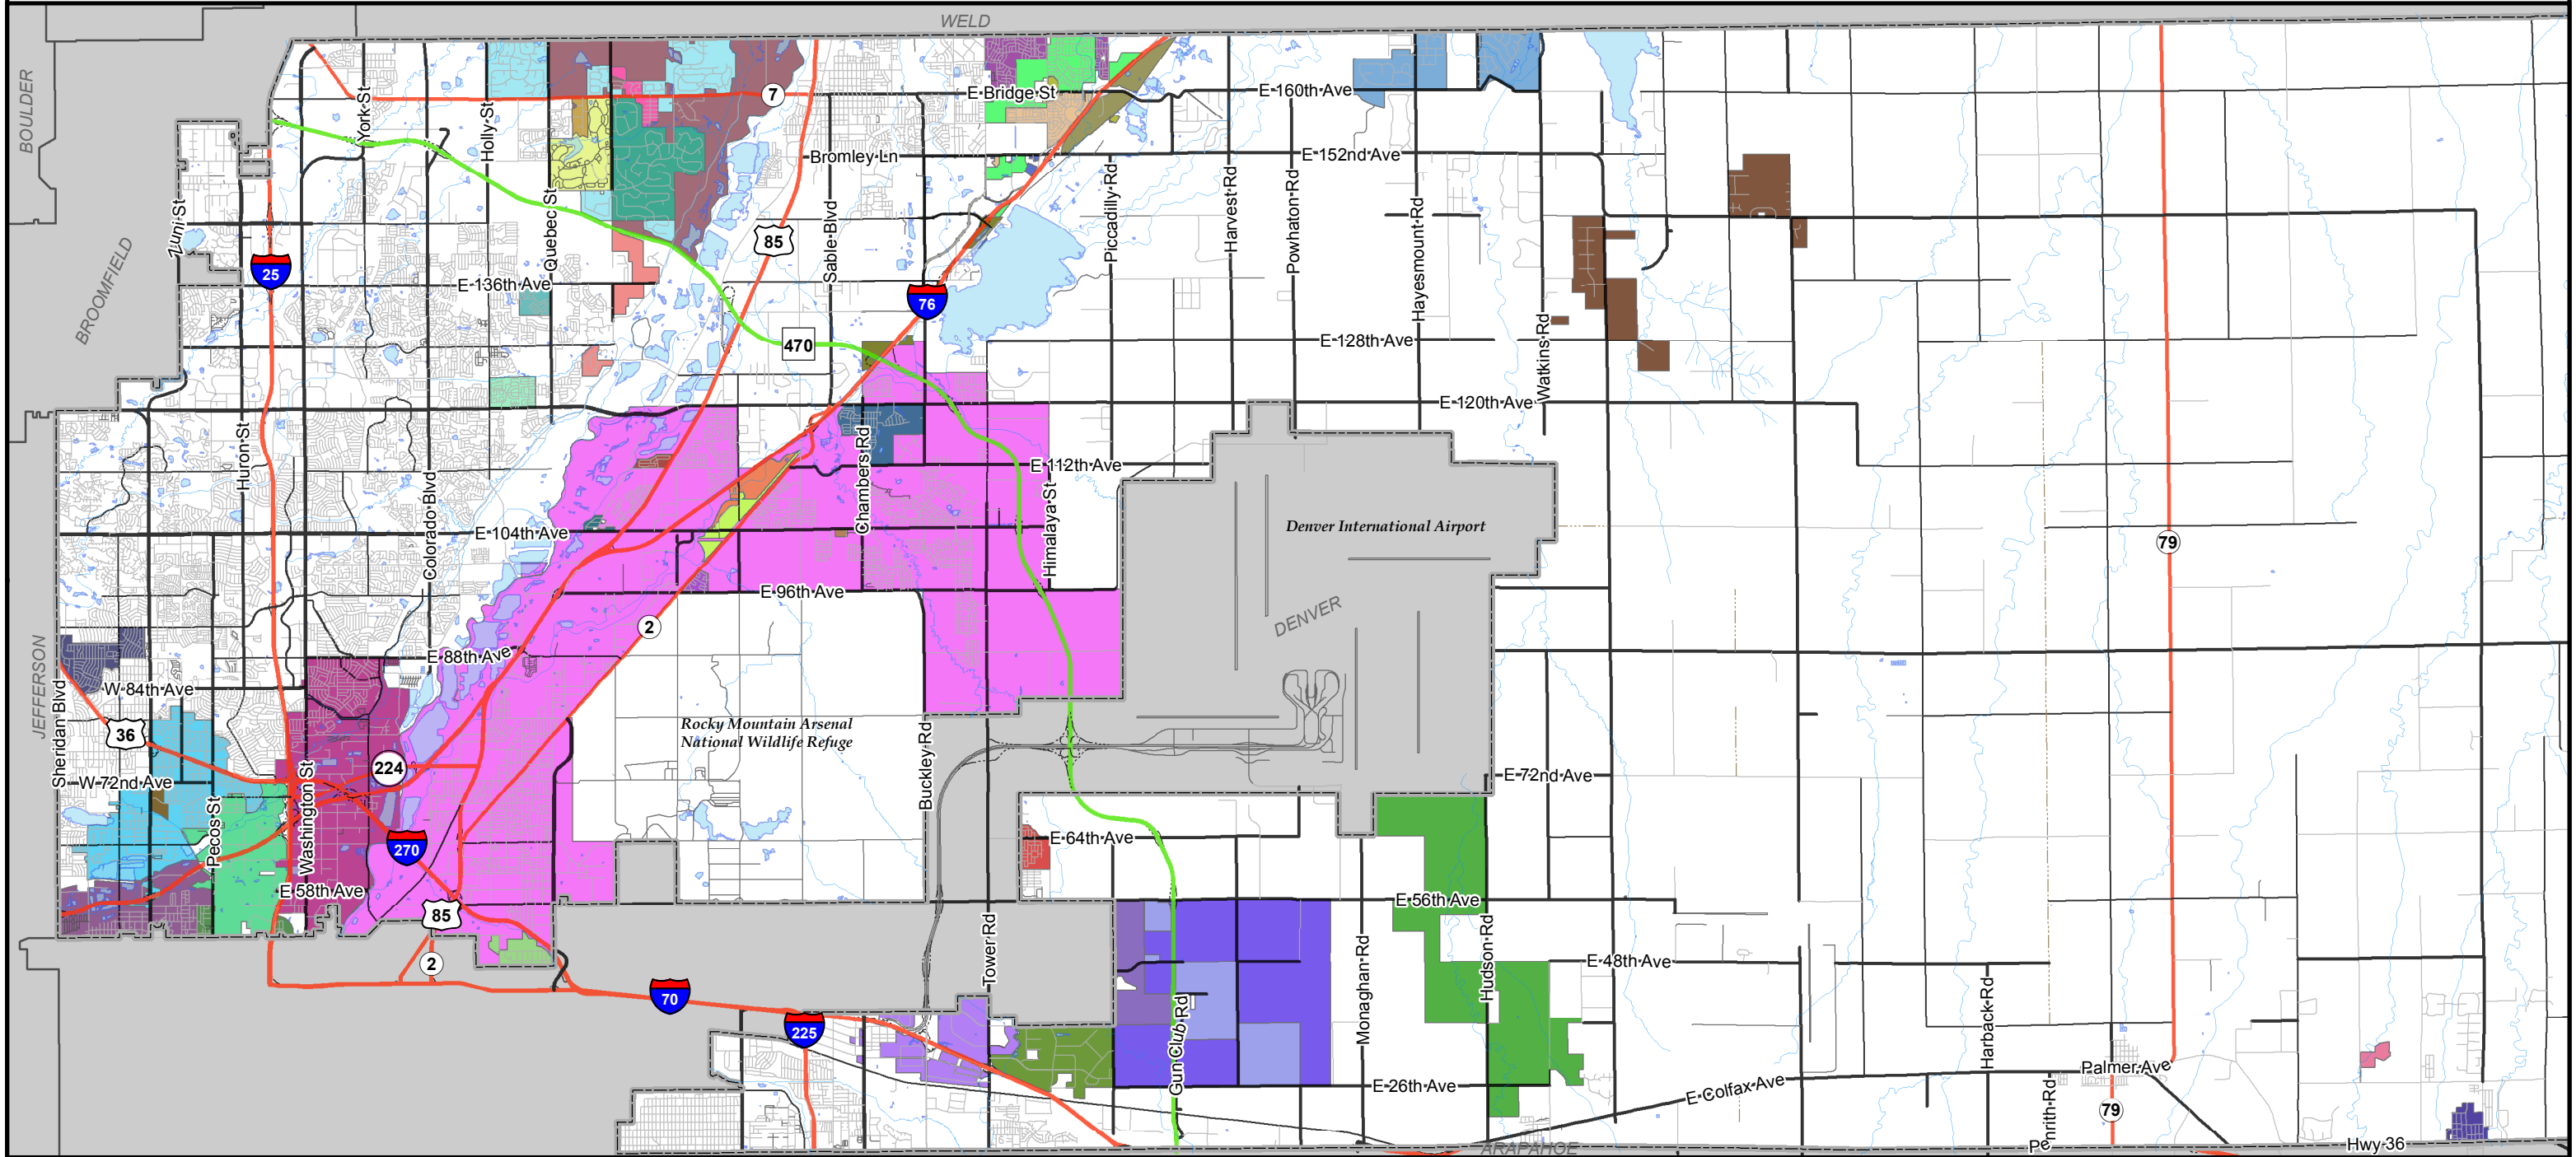 WELD
BOULDER
York St
Holly St
7
E Bridge St
E 160th Ave
Bromley Ln
E 152nd Ave
Zuni St
Quebec St
Sable Blvd
Piccadilly Rd
Harvest Rd
Powhaton Rd
Hayesmount Rd
85
25
BROOMFIELD
E 136th Ave
76
470
E 128th Ave
Watkins Rd
E 120th Ave
Huron St
Colorado Blvd
Chambers Rd
E 112th Ave
Himalaya St
E 104th Ave
Denver International Airport
79
E 96th Ave
DENVER
2
JEFFERSON
E 88th Ave
W 84th Ave
Sheridan Blvd
36
Rocky Mountain Arsenal
National Wildlife Refuge
Buckley Rd
224
W 72nd Ave
E 72nd Ave
Pecos St
Washington St
270
E 64th Ave
E 58th Ave
85
E 56th Ave
2
Tower Rd
Monaghan Rd
Hudson Rd
E 48th Ave
70
225
Gun Club Rd
Harback Rd
E 26th Ave
E Colfax Ave
Palmer Ave
Penrith Rd
79
ARAPAHOE
Hwy 36